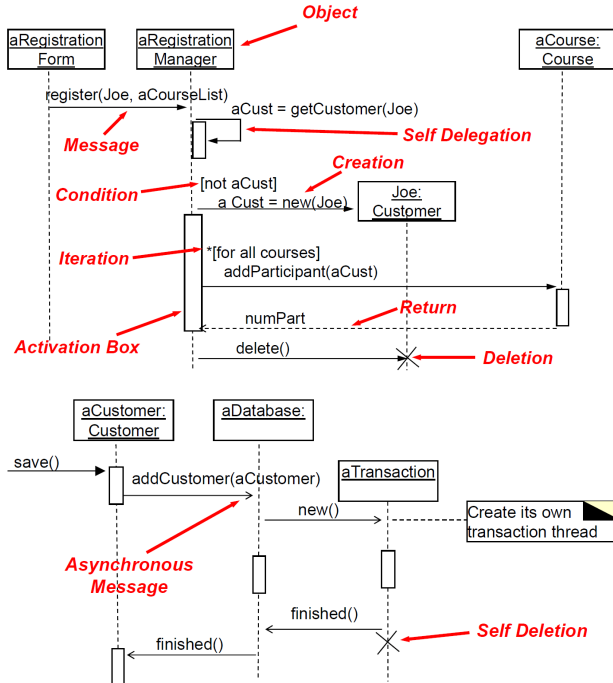 Object
aRegistration
Form
aRegistration
Manager
aCourse:
Course
register(Joe, aCourseList)
aCust = getCustomer(Joe)
Message
Self Delegation
Creation
Condition
[not aCust]
a Cust = new(Joe)
Joe:
Customer
Iteration
*[for all courses]
addParticipant(aCust)
Return
numPart
Activation Box
delete()
Deletion
aCustomer:
Customer
aDatabase:
save()
addCustomer(aCustomer)
aTransaction
new()
Create its own
transaction thread
Asynchronous
Message
finished()
Self Deletion
finished()